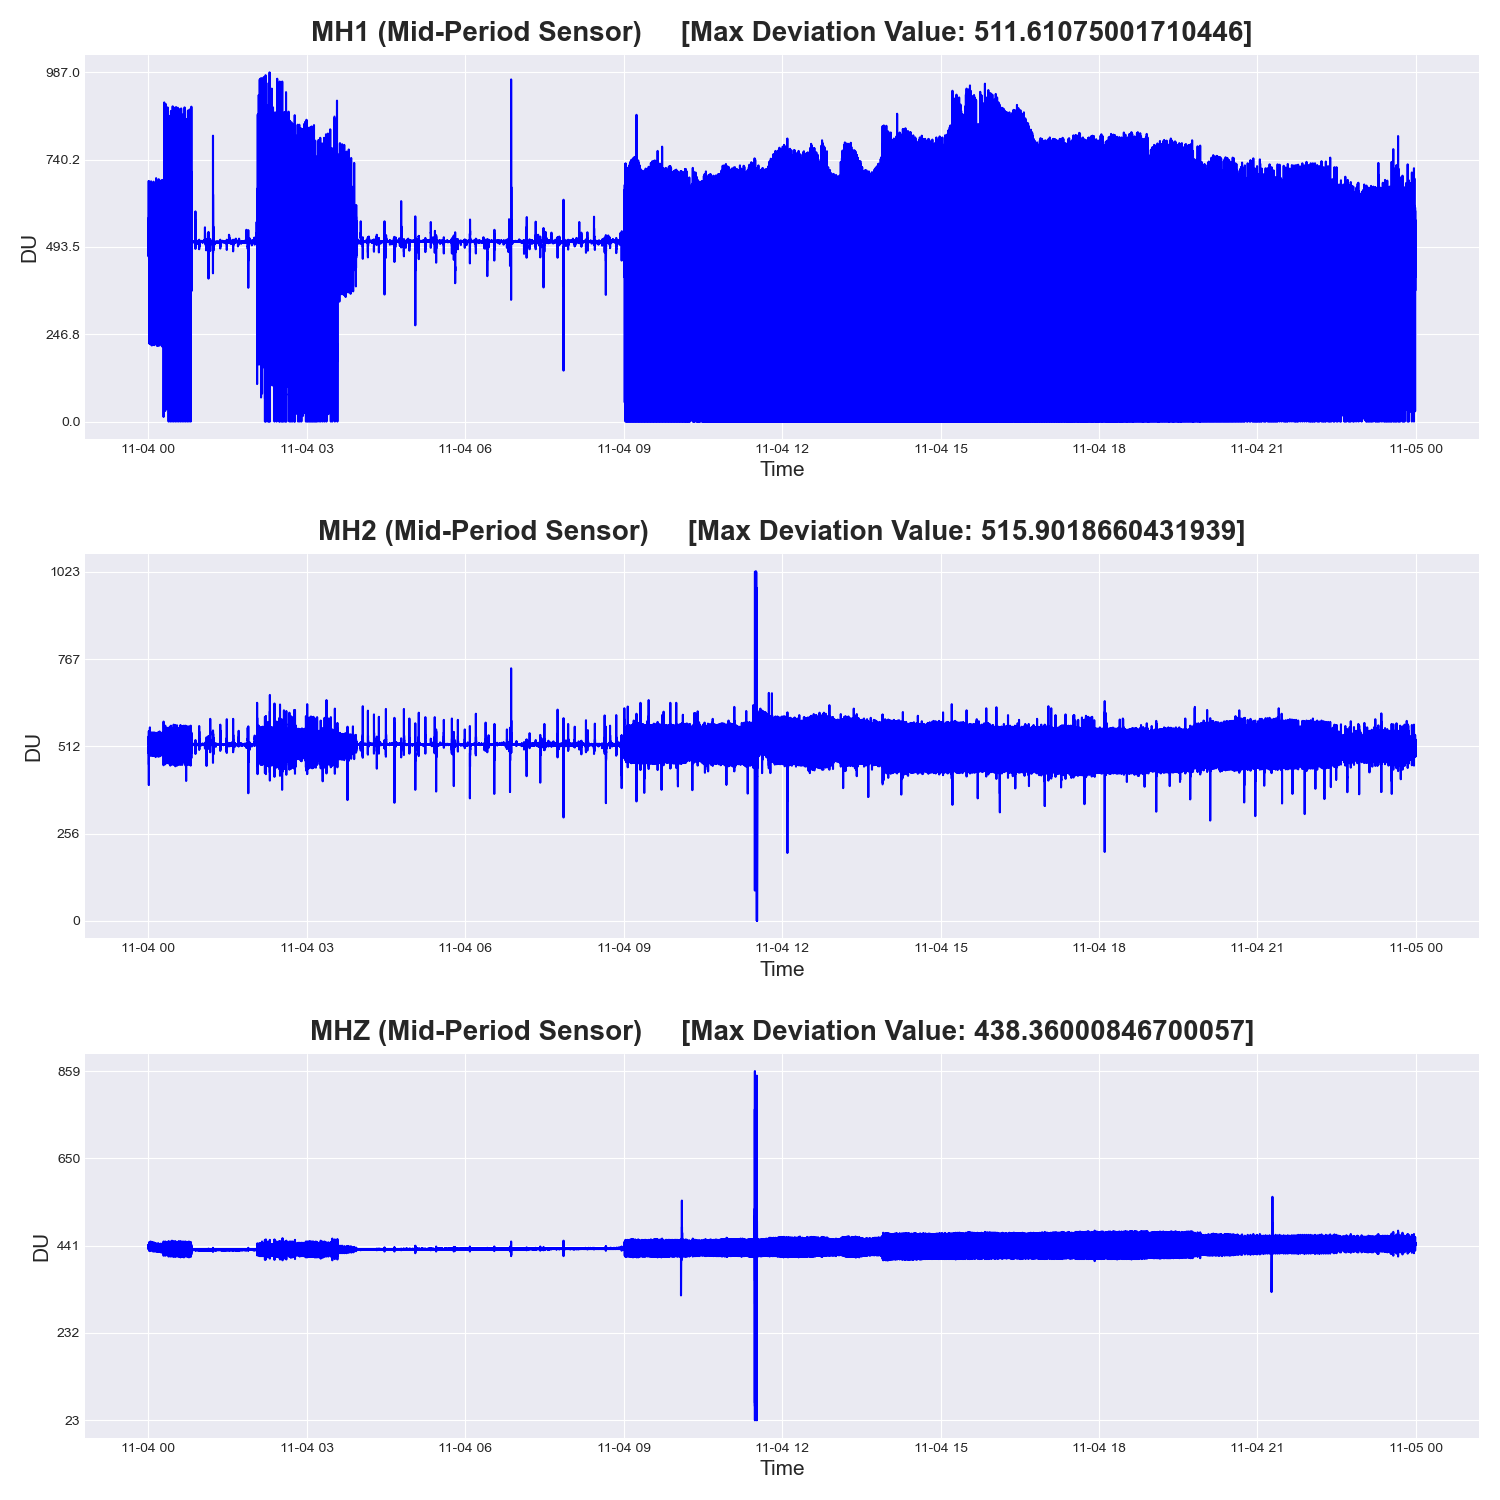 MH1 (Mid-Period Sensor) [Max Deviation Value: 511.61075001710446]
987.0
740.2
493.5
246.8
0.0
DU
11-04 00 11-04 03 11-04 06 11-04 09 11-04 12 11-04 15 11-04 18 11-04 21 11-05 00
Time
MH2 (Mid-Period Sensor) [Max Deviation Value: 515.9018660431939]
1023
767
512
256
0
DU
11-04 00 11-04 03 11-04 06 11-04 09 11-04 12 11-04 15 11-04 18 11-04 21 11-05 00
Time
MHZ (Mid-Period Sensor) [Max Deviation Value: 438.36000846700057]
859
650
441
232
23
DU
11-04 00 11-04 03 11-04 06 11-04 09 11-04 12 11-04 15 11-04 18 11-04 21 11-05 00
Time